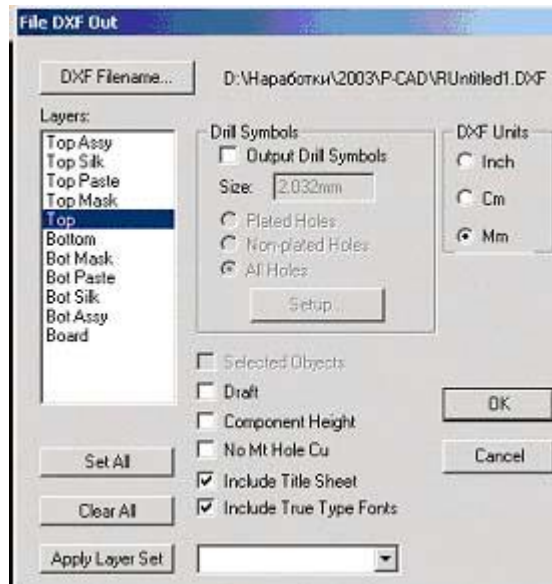 File DXF Out
DXF Filename...
D:\Наработки\2003\P-CAD\RUntitled1.DXF
Layers:
Top Assy
Top Silk
Top Paste
Top Mask
Top
Bottom
Bot Mask
Bot Paste
Bot Silk
Bot Assy
Board
Drill Symbols
Output Drill Symbols
Size: 2.032mm
Plated Holes
Non-plated Holes
All Holes
Setup...
DXF Units
Inch
Cm
Mm
Selected Objects
Draft
Component Height
No Mt Hole Cu
Include Title Sheet
Include True Type Fonts
OK
Cancel
Set All
Clear All
Apply Layer Set